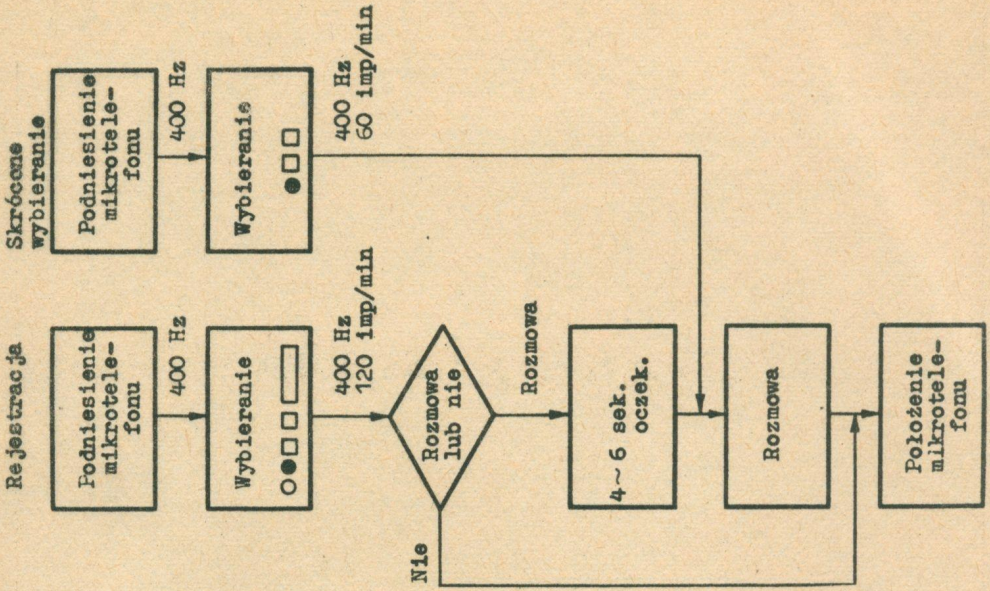 Rejestracja
Podniesienie
mikrotele-
fonu
400 Hz
Wybieranie
400 Hz
120 imp/min
Rozmowa
lub nie
Nie
Rozmowa
4~6 sek.
oczek.
Rozmowa
Położenie
mikrotele-
fonu
Skrócone
wybieranie
Podniesienie
mikrotele-
fonu
400 Hz
Wybieranie
400 Hz
60 imp/min